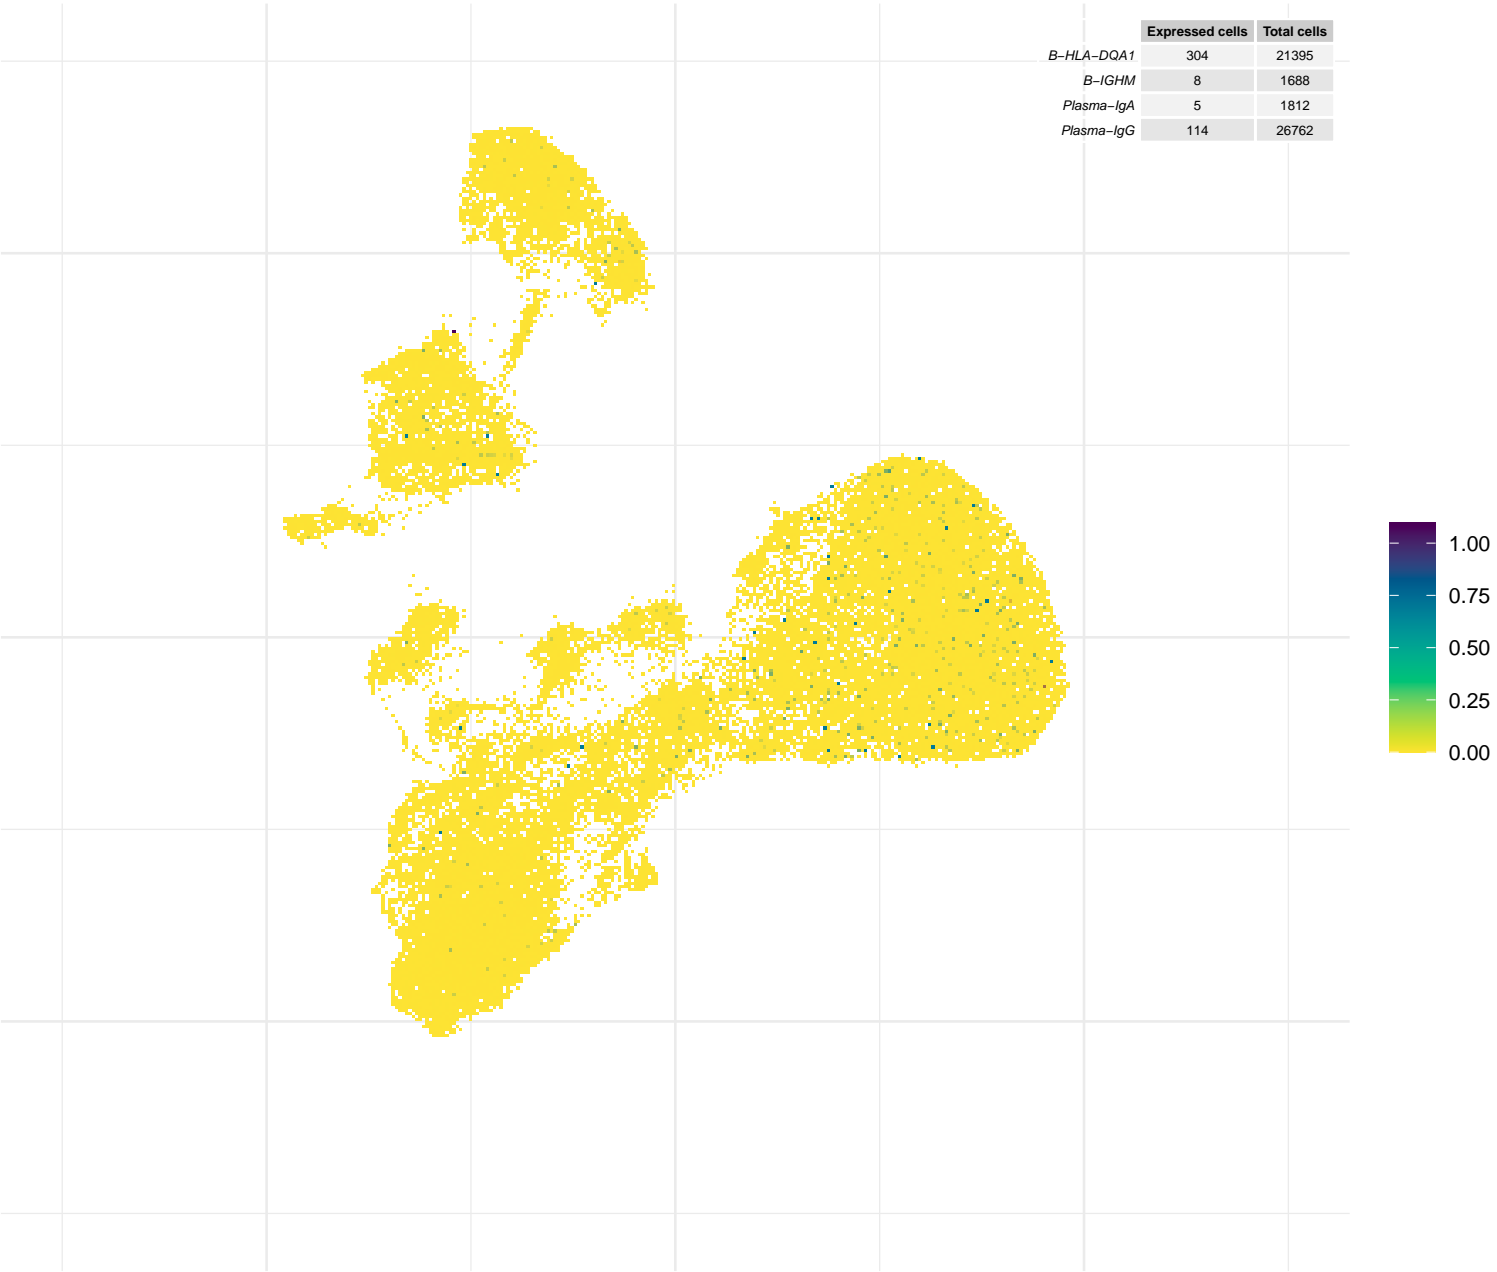 Expressed cells Total cells
B−HLA−DQA1 304 21395
B−IGHM 8 1688
Plasma−IgA 5 1812
Plasma−IgG 114 26762
1.00
0.75
0.50
0.25
0.00